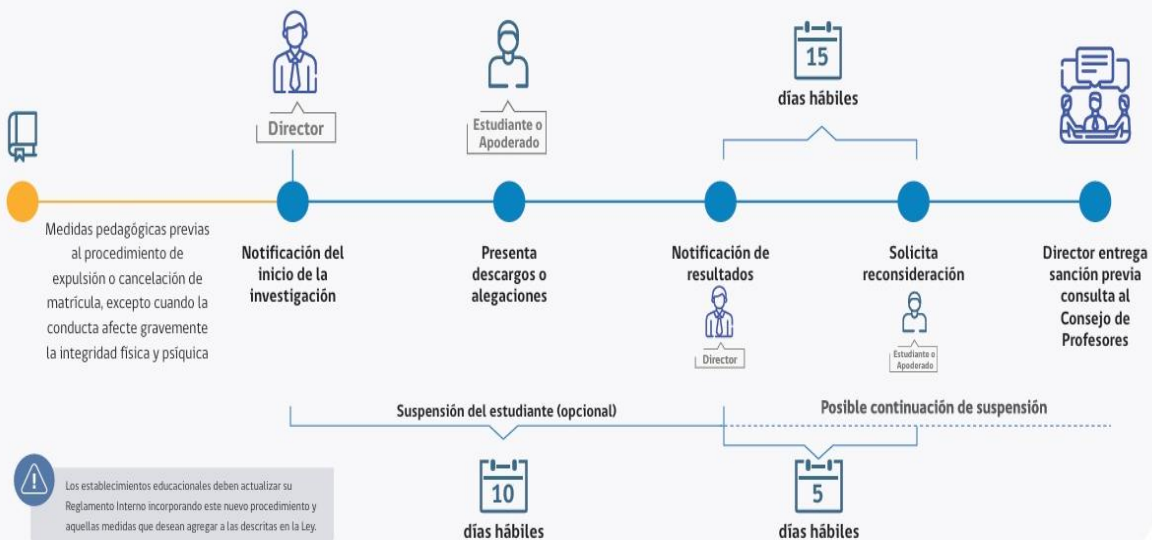 Director
Estudiante o
Apoderado
15
días hábiles
Medidas pedagógicas previas
al procedimiento de
expulsión o cancelación de
matrícula, excepto cuando la
conducta afecte gravemente
la integridad física y psíquica
Notificación del
inicio de la
investigación
Presenta
descargos o
alegaciones
Notificación de
resultados
Director
Solicita
reconsideración
Estudiante o
Apoderado
Director entrega
sanción previa
consulta al
Consejo de
Profesores
Suspensión del estudiante (opcional)
Posible continuación de suspensión
10
días hábiles
5
días hábiles
Los establecimientos educacionales deben actualizar su
Reglamento Interno incorporando este nuevo procedimiento y
aquellas medidas que desean agregar a las descritas en la Ley.